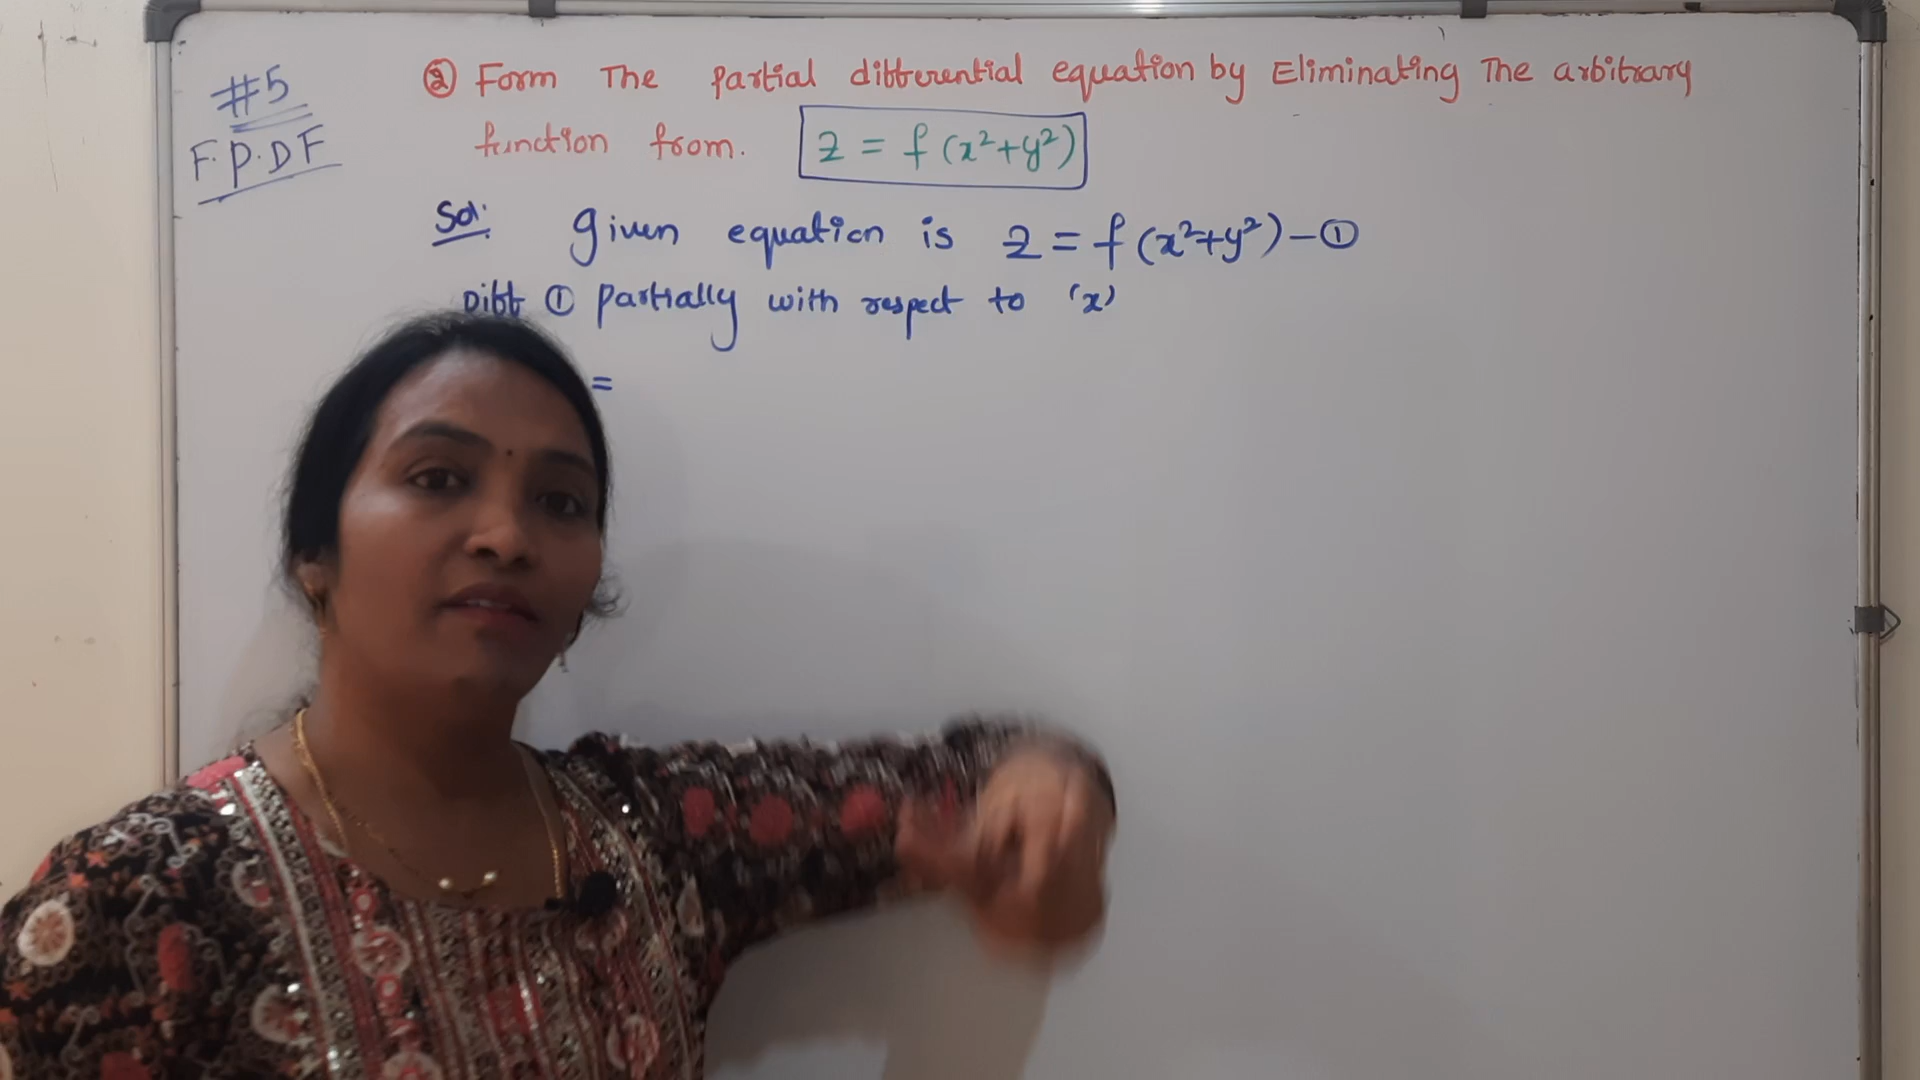 #5
F.P.DF
② Form The partial differential equation by Eliminating The arbitrary
function from. z = f (x²+y²)
Sol: Given equation is z = f (x²+y²) – ①
Diff ① partially with respect to 'x'
=